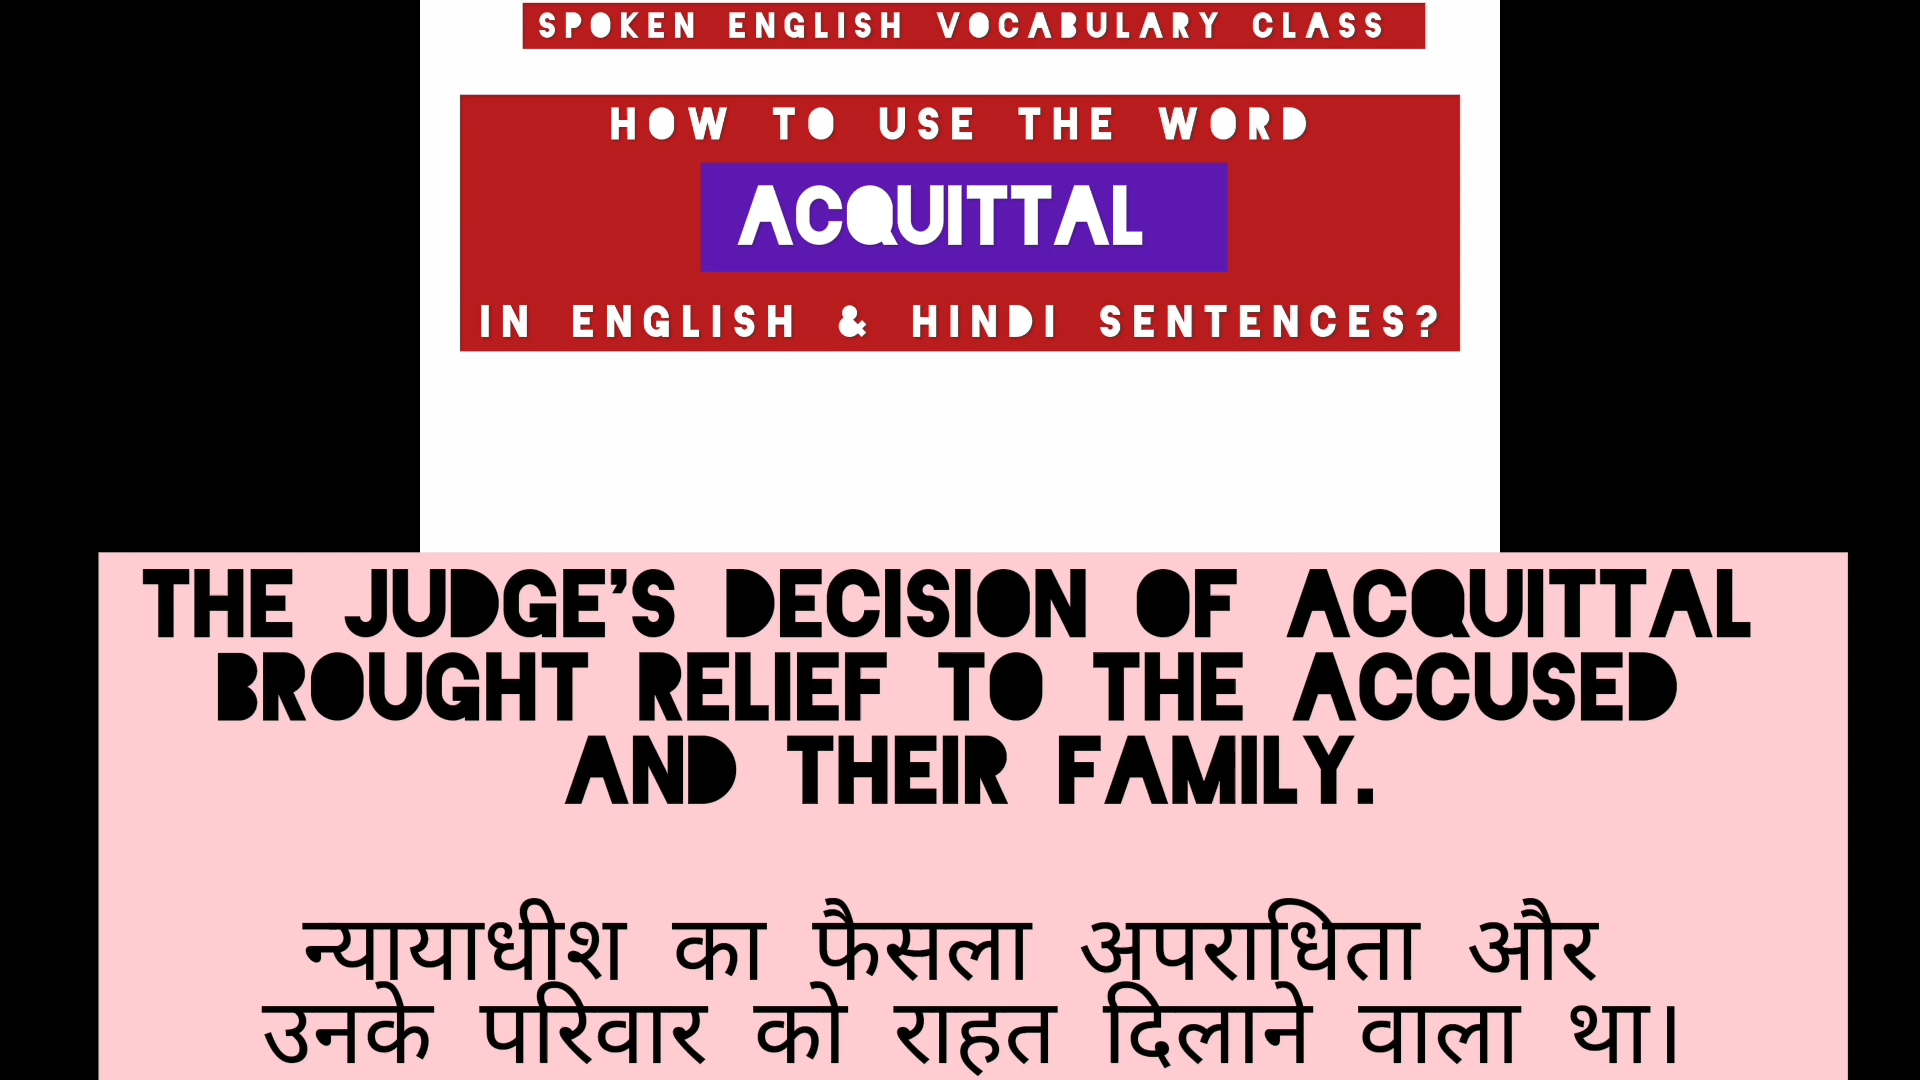 SPOKEN ENGLISH VOCABULARY CLASS
HOW TO USE THE WORD
ACQUITTAL
IN ENGLISH & HINDI SENTENCES?
THE JUDGE'S DECISION OF ACQUITTAL
BROUGHT RELIEF TO THE ACCUSED
AND THEIR FAMILY.
न्यायाधीश का फैसला अपराधिता और
उनके परिवार को राहत दिलाने वाला था।